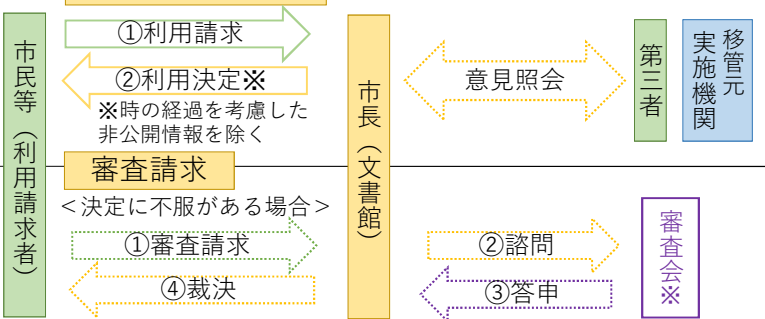 市民等（利用請求者）
①利用請求
②利用決定※
※時の経過を考慮した
非公開情報を除く
市長（文書館）
意見照会
第三者
移管元
実施機関
審査請求
＜決定に不服がある場合＞
①審査請求
④裁決
②諮問
③答申
審査会※